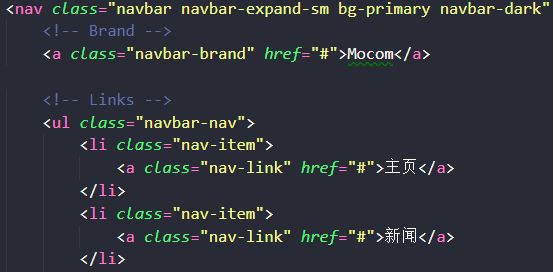 <nav class="navbar navbar-expand-sm bg-primary navbar-dark"
<!-- Brand -->
<a class="navbar-brand" href="#">Mocom</a>
<!-- Links -->
<ul class="navbar-nav">
<li class="nav-item">
<a class="nav-link" href="#">主页</a>
</li>
<li class="nav-item">
<a class="nav-link" href="#">新闻</a>
</li>